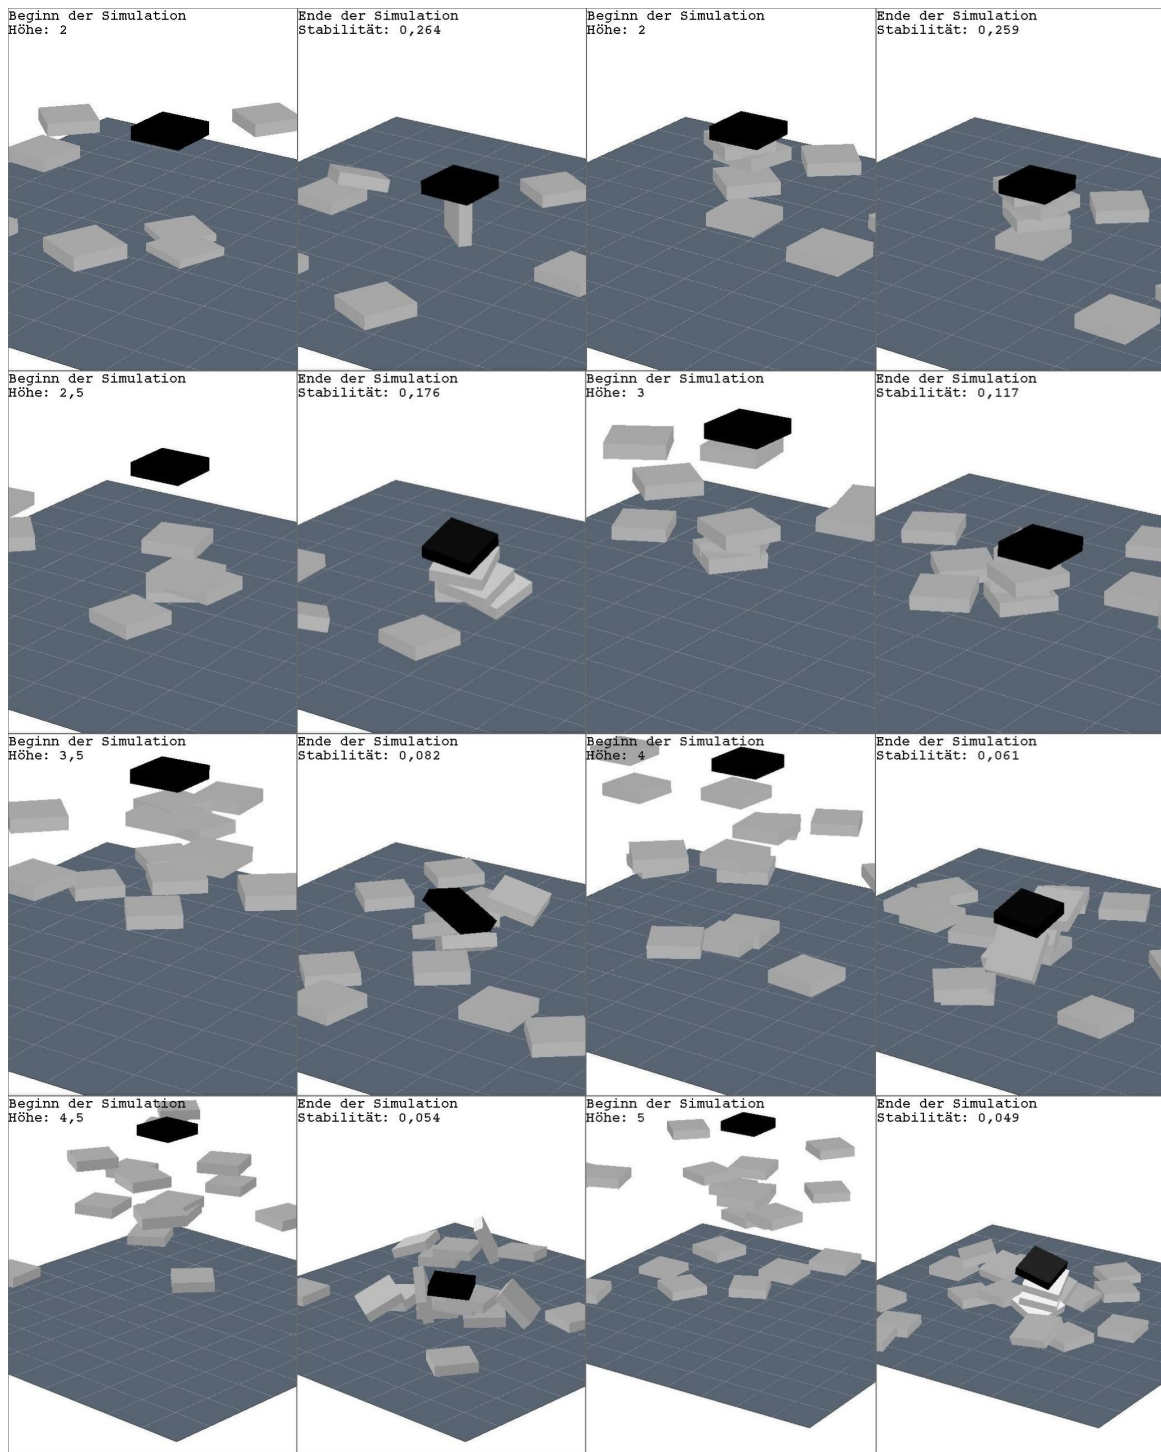 Beginn der Simulation
Höhe: 2
Ende der Simulation
Stabilität: 0,264
Beginn der Simulation
Höhe: 2
Ende der Simulation
Stabilität: 0,259
Beginn der Simulation
Höhe: 2,5
Ende der Simulation
Stabilität: 0,176
Beginn der Simulation
Höhe: 3
Ende der Simulation
Stabilität: 0,117
Beginn der Simulation
Höhe: 3,5
Ende der Simulation
Stabilität: 0,082
Beginn der Simulation
Höhe: 4
Ende der Simulation
Stabilität: 0,061
Beginn der Simulation
Höhe: 4,5
Ende der Simulation
Stabilität: 0,054
Beginn der Simulation
Höhe: 5
Ende der Simulation
Stabilität: 0,049